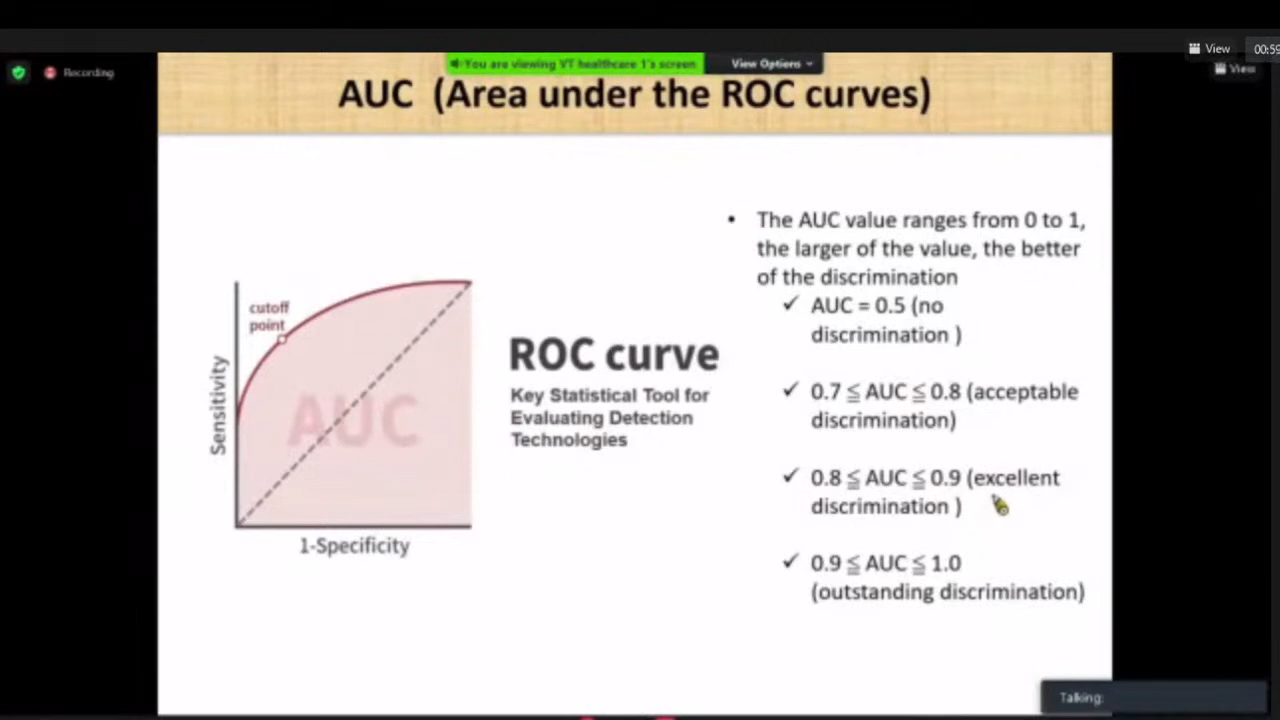 View
00:59
Recording
You are viewing VT healthcare 1's screen
View Options
View
AUC (Area under the ROC curves)
• The AUC value ranges from 0 to 1,
the larger of the value, the better
of the discrimination
✓ AUC = 0.5 (no
discrimination )
✓ 0.7 ≦ AUC ≦ 0.8 (acceptable
discrimination)
✓ 0.8 ≦ AUC ≦ 0.9 (excellent
discrimination )
✓ 0.9 ≦ AUC ≦ 1.0
(outstanding discrimination)
cutoff
point
AUC
Sensitivity
1-Specificity
ROC curve
Key Statistical Tool for
Evaluating Detection
Technologies
Talking: